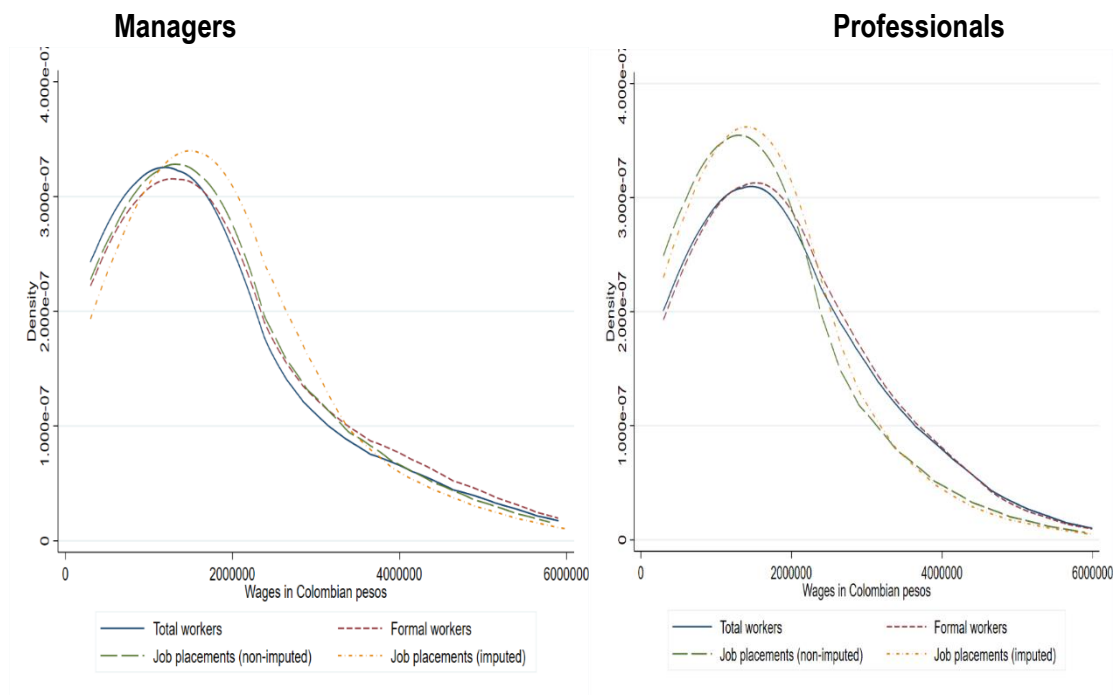 Managers
Professionals
Density
0
1.000e-07
2.000e-07
3.000e-07
4.000e-07
0 2000000 4000000 6000000
Wages in Colombian pesos
Total workers Formal workers
Job placements (non-imputed) Job placements (imputed)
Density
0
1.000e-07
2.000e-07
3.000e-07
4.000e-07
0 2000000 4000000 6000000
Wages in Colombian pesos
Total workers Formal workers
Job placements (non-imputed) Job placements (imputed)